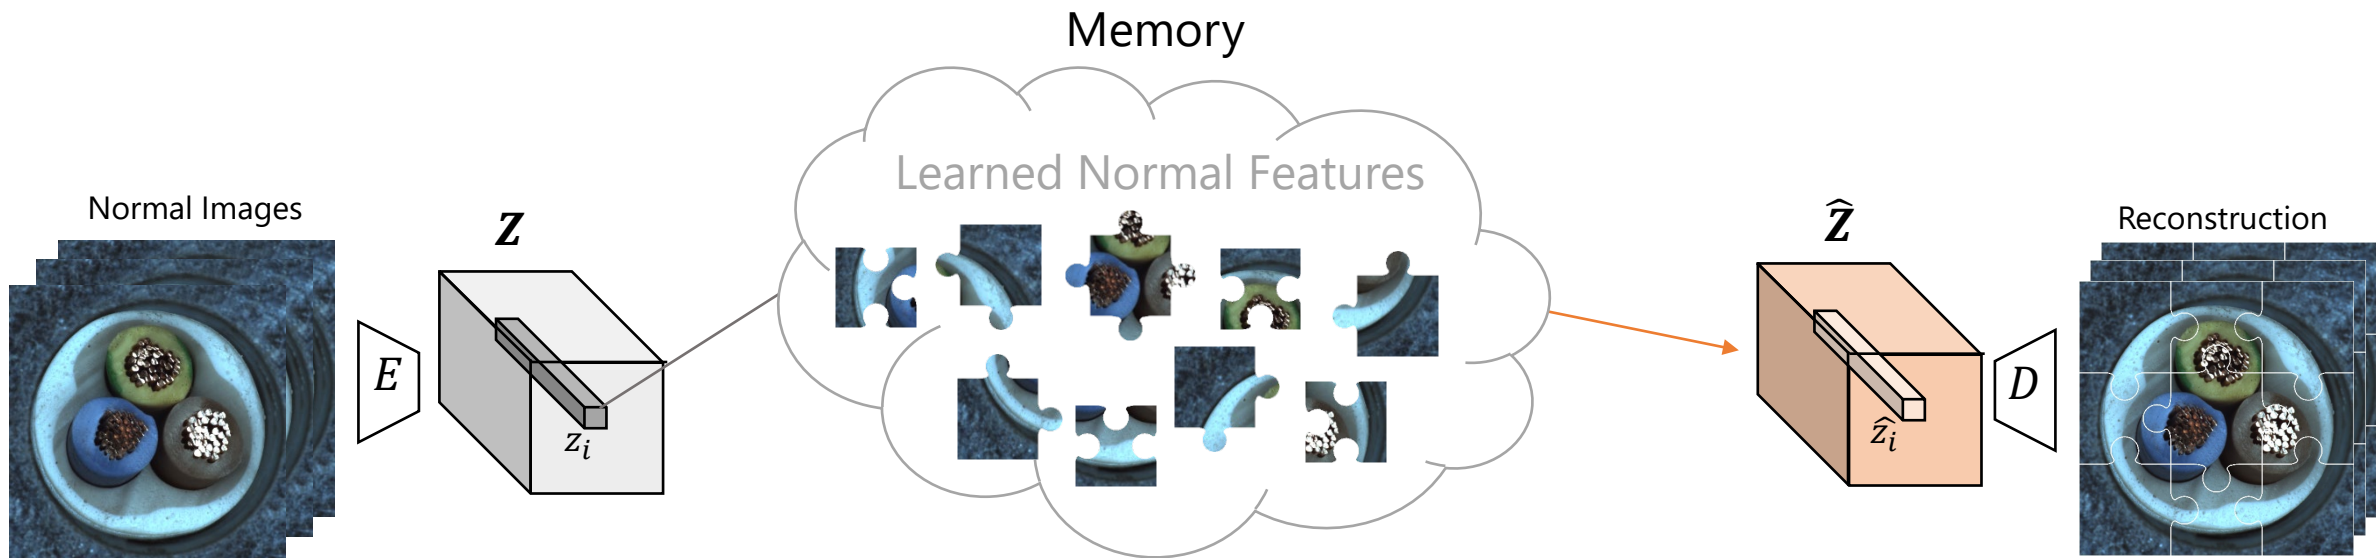 Memory
Learned Normal Features
Normal Images
Z
E
z_i
Ẑ
ẑ_i
D
Reconstruction